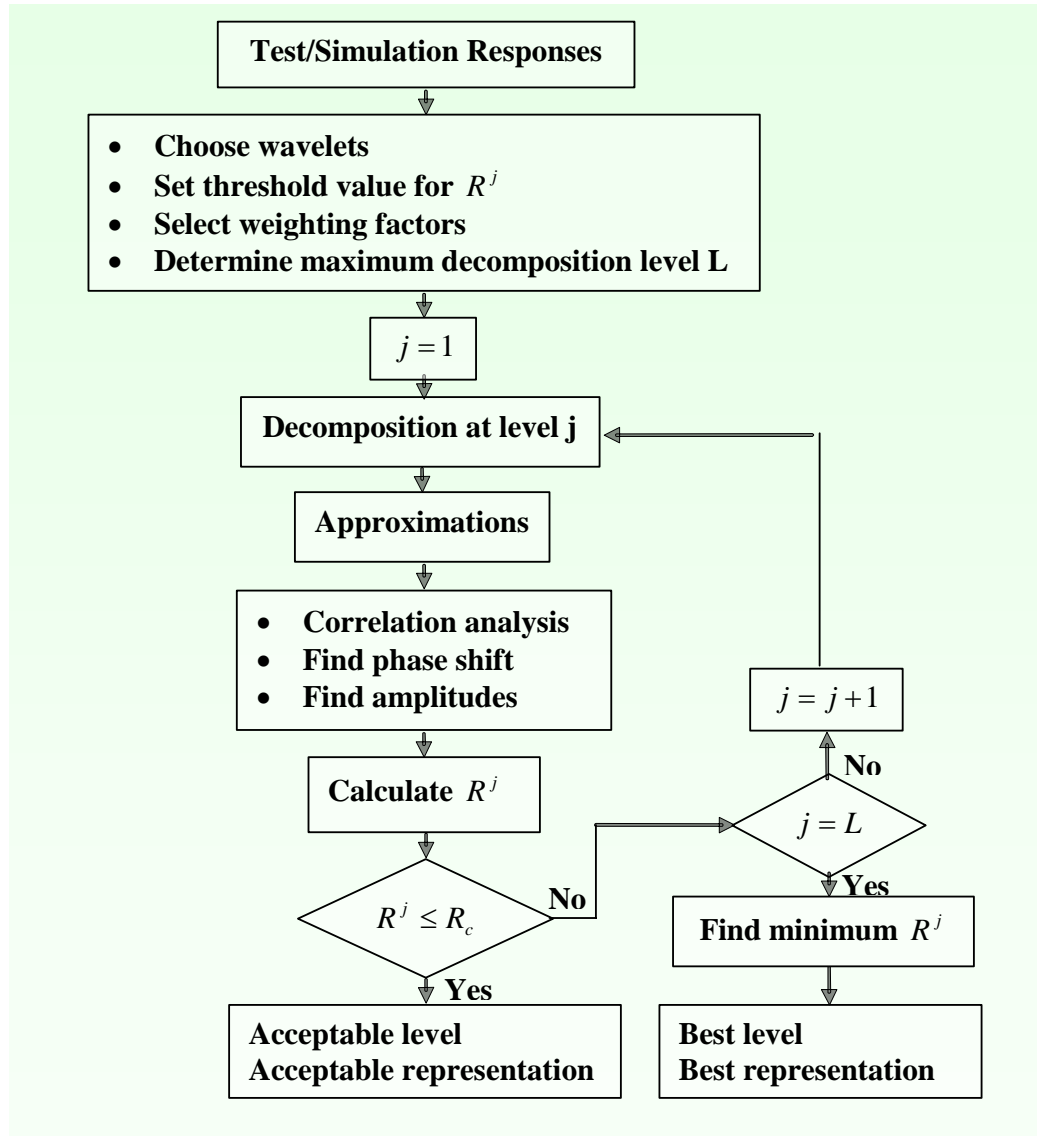 Test/Simulation Responses
• Choose wavelets
• Set threshold value for R^j
• Select weighting factors
• Determine maximum decomposition level L
j = 1
Decomposition at level j
Approximations
• Correlation analysis
• Find phase shift
• Find amplitudes
Calculate R^j
R^j ≤ R_c
No
Yes
Acceptable level
Acceptable representation
j = j + 1
No
j = L
Yes
Find minimum R^j
Best level
Best representation